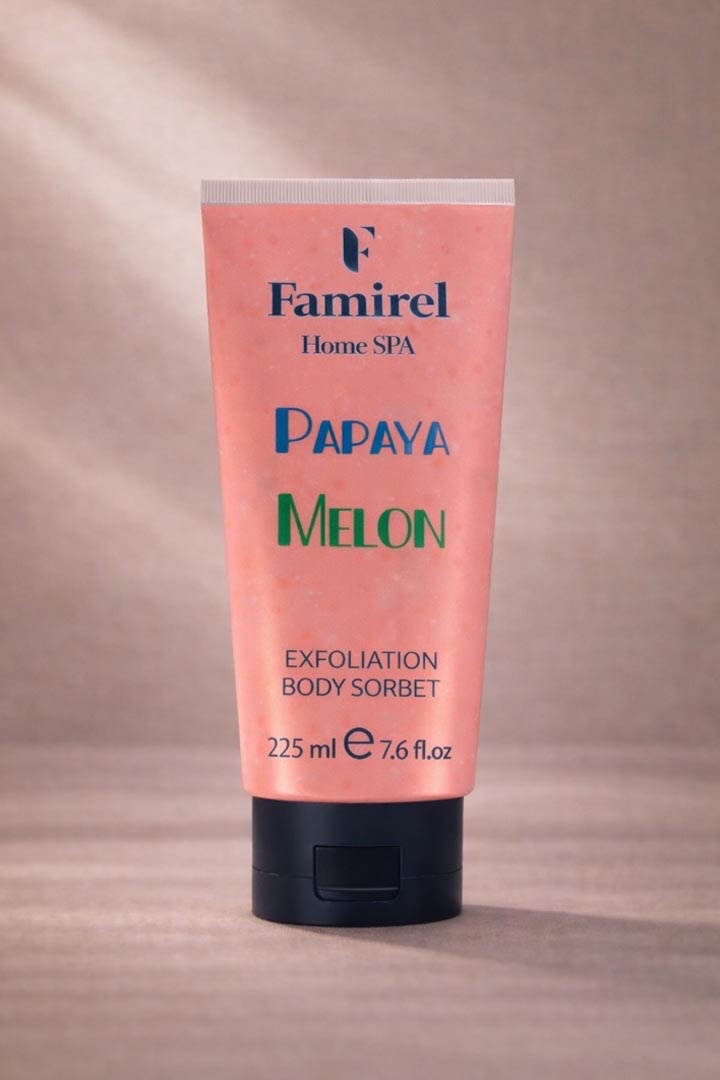 F
Famirel
Home SPA
PAPAYA
MELON
EXFOLIATION
BODY SORBET
225 ml ℮ 7.6 fl.oz